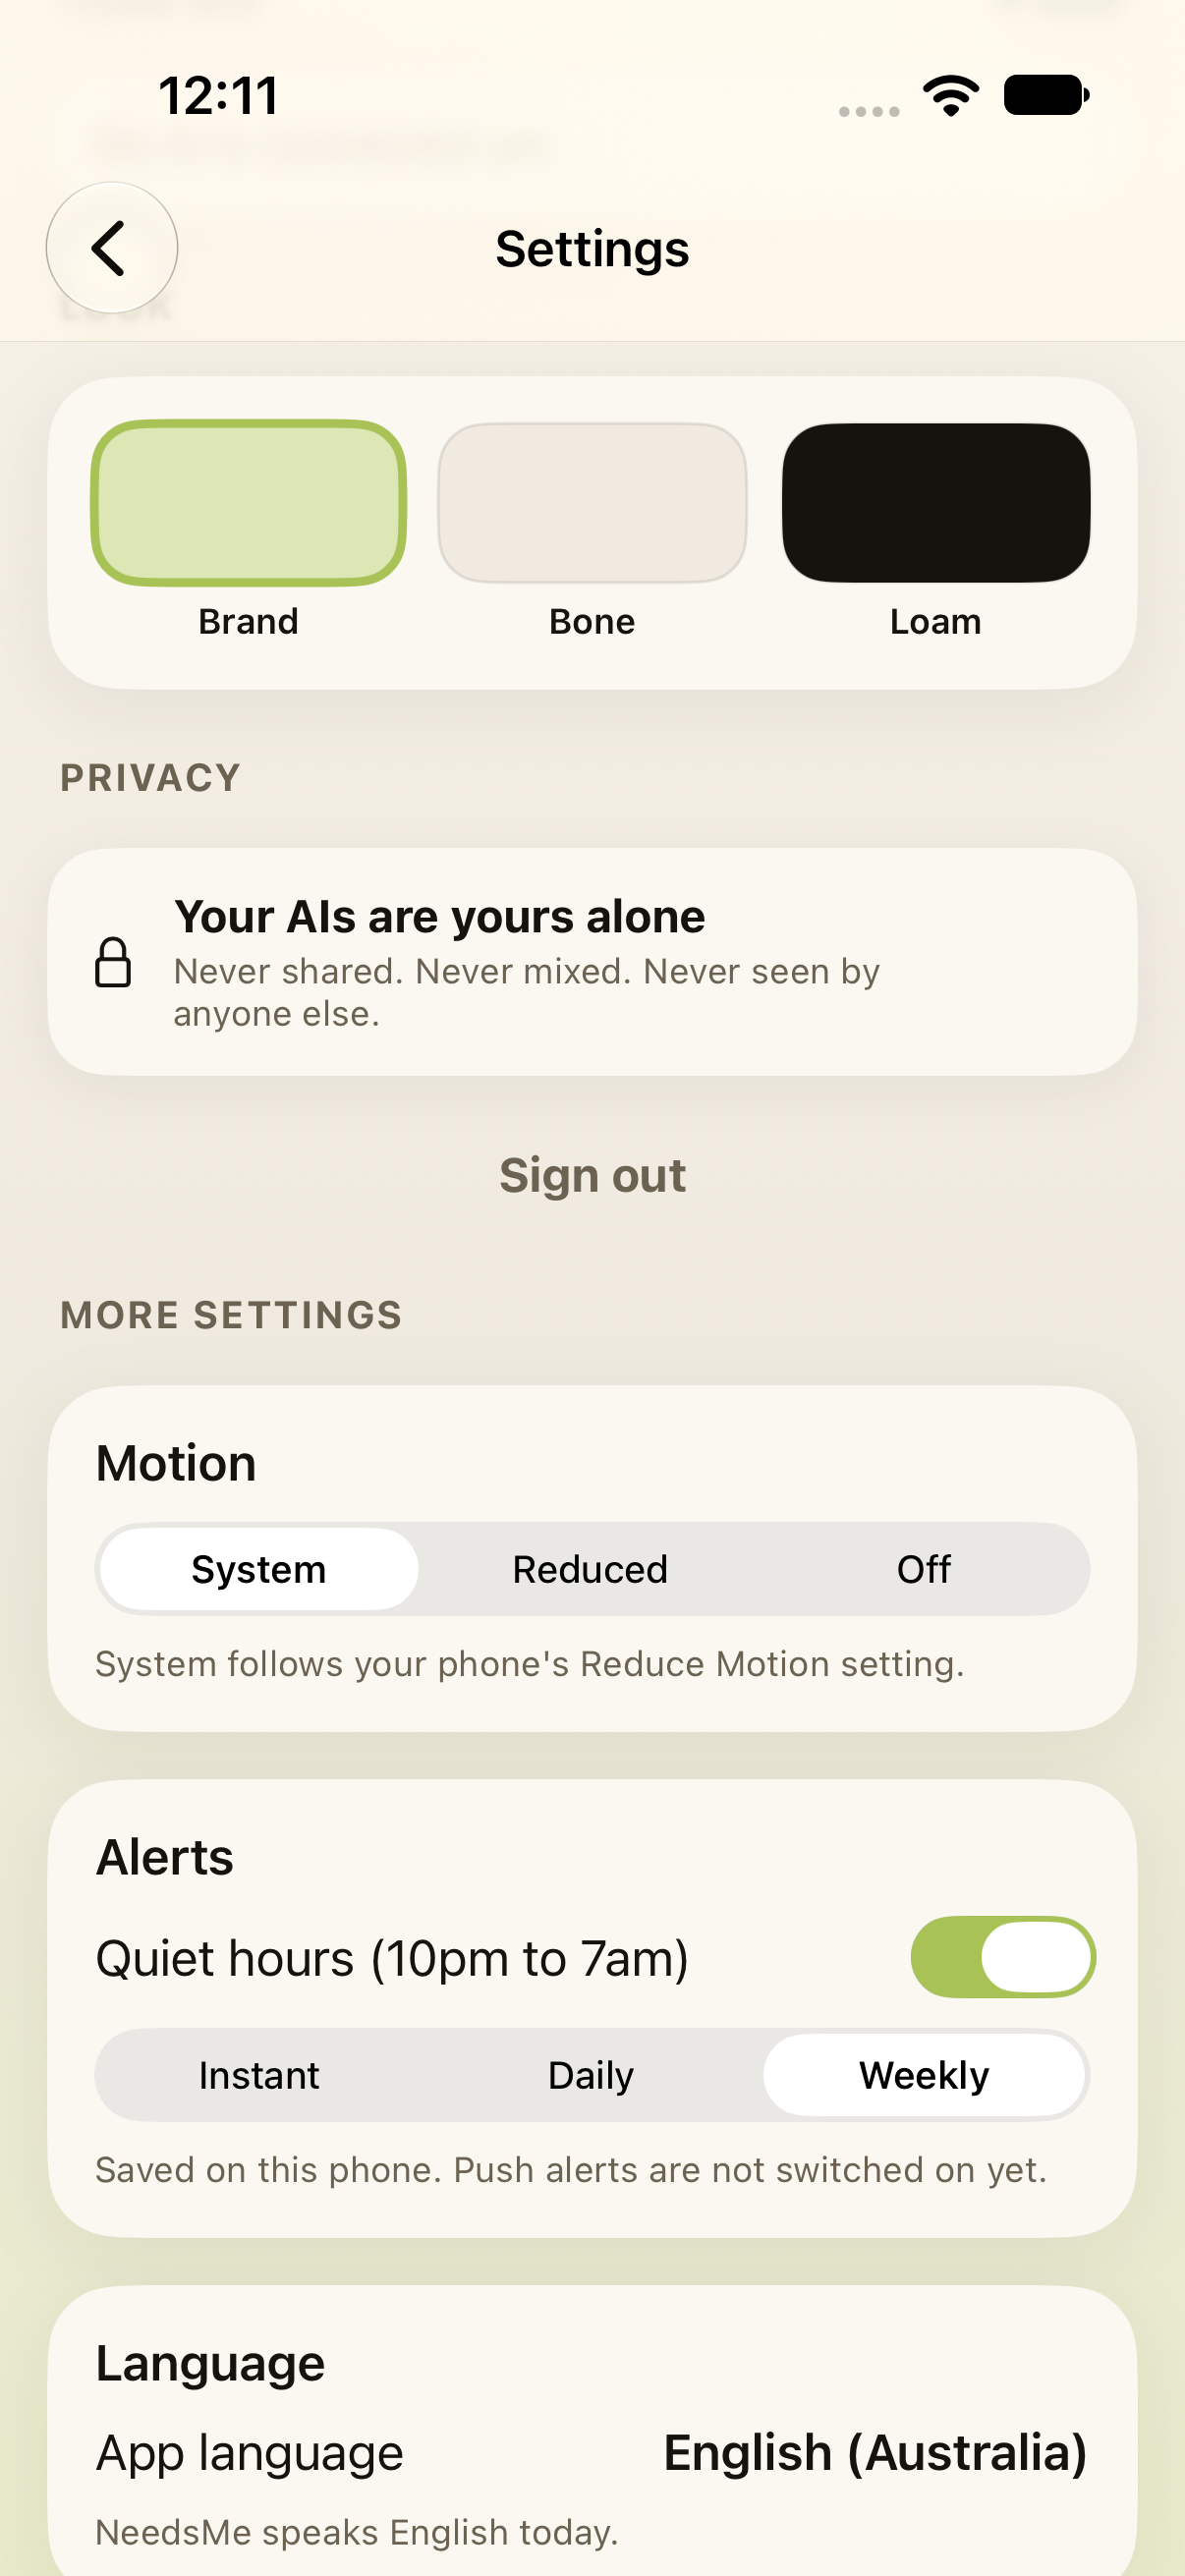 12:11
Settings
Brand
Bone
Loam
PRIVACY
Your AIs are yours alone
Never shared. Never mixed. Never seen by
anyone else.
Sign out
MORE SETTINGS
Motion
System
Reduced
Off
System follows your phone's Reduce Motion setting.
Alerts
Quiet hours (10pm to 7am)
Instant
Daily
Weekly
Saved on this phone. Push alerts are not switched on yet.
Language
App language
English (Australia)
NeedsMe speaks English today.